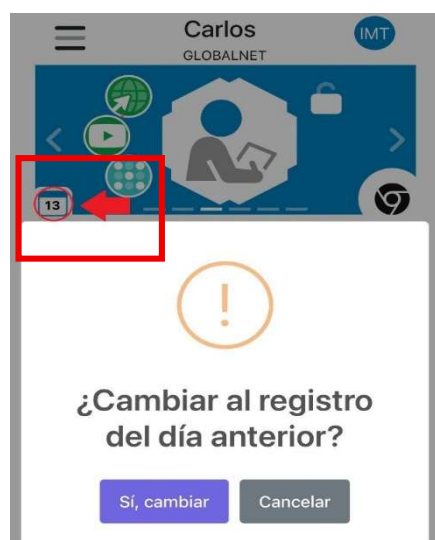 Carlos
IMT
GLOBALNET
13
!
¿Cambiar al registro
del día anterior?
Sí, cambiar
Cancelar